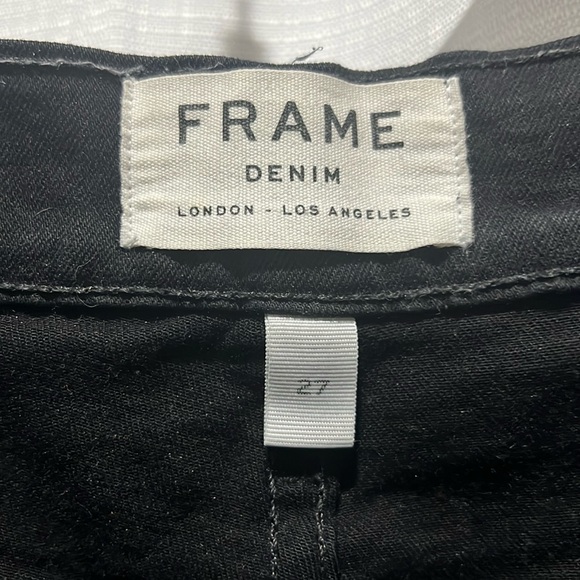 FRAME
DENIM
LONDON - LOS ANGELES
27